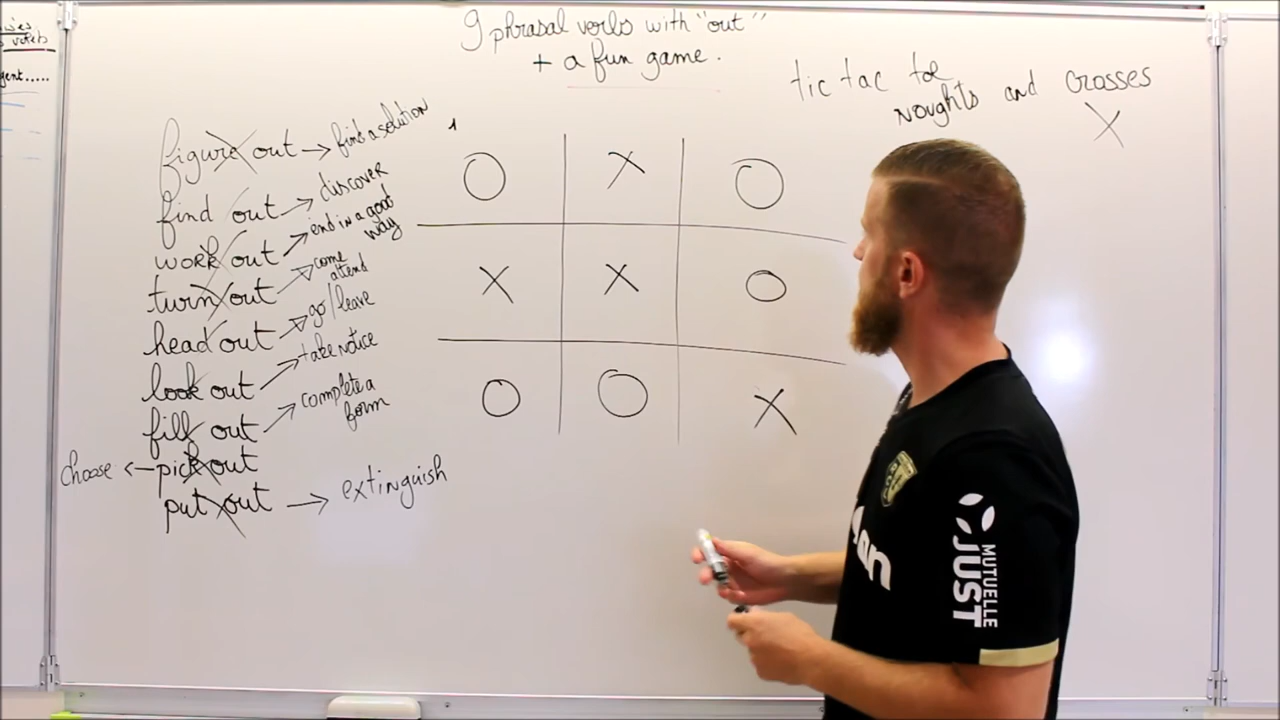 9 phrasal verbs with "out"
+ a fun game.
tic tac toe
noughts and crosses
X
figure out → find a solution
find out → discover
work out → end in a good way
turn out → come attend
head out → go/leave
look out → take notice
fill out → complete a form
choose ← pick out
put out → extinguish
1
O X O
X X O
O O X
gent.....
MUTUELLE
JUST